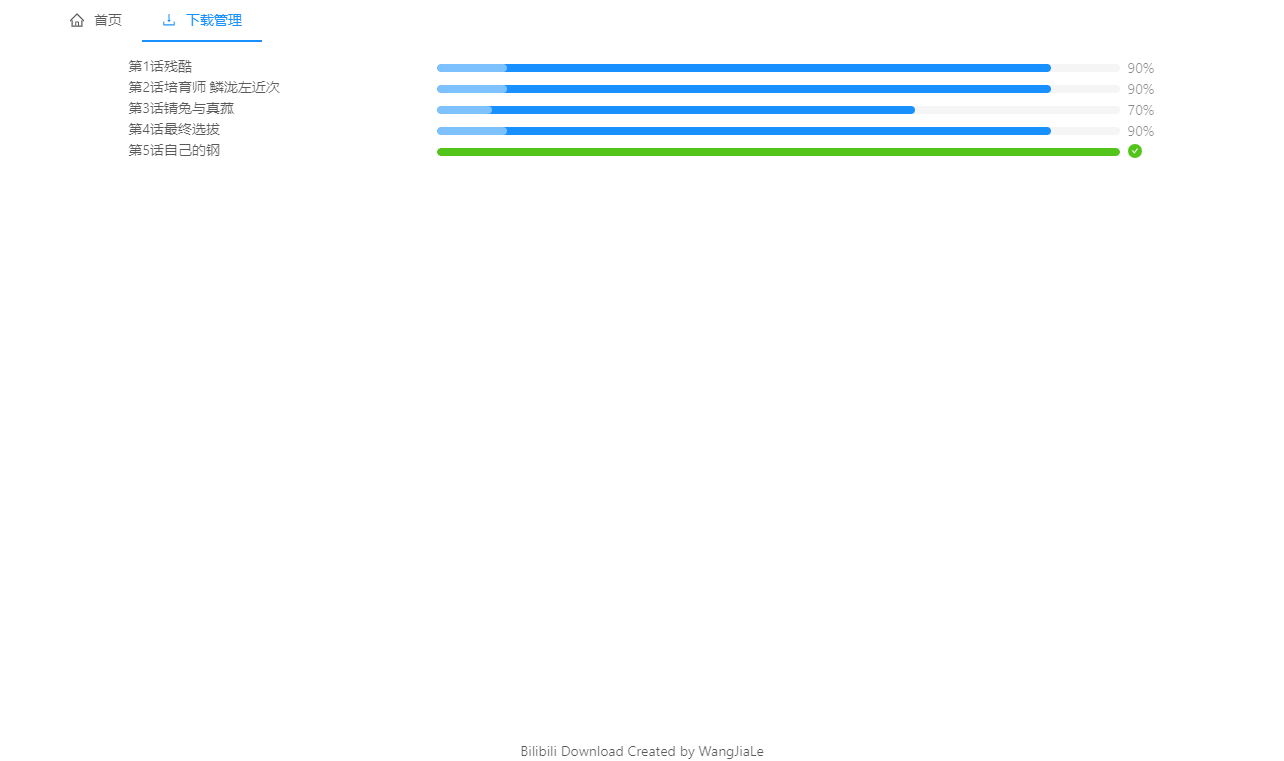 首页
下载管理
第1话残酷
90%
第2话培育师 鳞泷左近次
90%
第3话锖兔与真菰
70%
第4话最终选拔
90%
第5话自己的钢
Bilibili Download Created by WangJiaLe